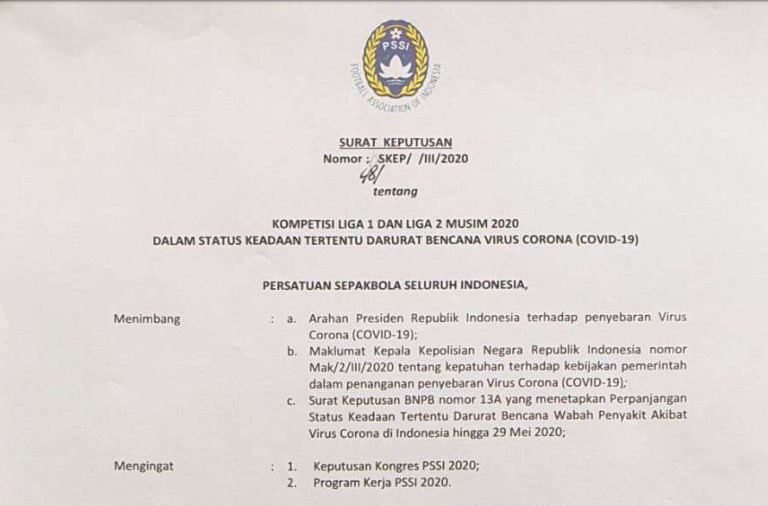 PSSI
FOOTBALL ASSOCIATION OF INDONESIA
SURAT KEPUTUSAN
Nomor : SKEP/ /III/2020
48/
tentang
KOMPETISI LIGA 1 DAN LIGA 2 MUSIM 2020
DALAM STATUS KEADAAN TERTENTU DARURAT BENCANA VIRUS CORONA (COVID-19)
PERSATUAN SEPAKBOLA SELURUH INDONESIA,
Menimbang : a. Arahan Presiden Republik Indonesia terhadap penyebaran Virus
Corona (COVID-19);
b. Maklumat Kepala Kepolisian Negara Republik Indonesia nomor
Mak/2/III/2020 tentang kepatuhan terhadap kebijakan pemerintah
dalam penanganan penyebaran Virus Corona (COVID-19);
c. Surat Keputusan BNPB nomor 13A yang menetapkan Perpanjangan
Status Keadaan Tertentu Darurat Bencana Wabah Penyakit Akibat
Virus Corona di Indonesia hingga 29 Mei 2020;
Mengingat : 1. Keputusan Kongres PSSI 2020;
2. Program Kerja PSSI 2020.